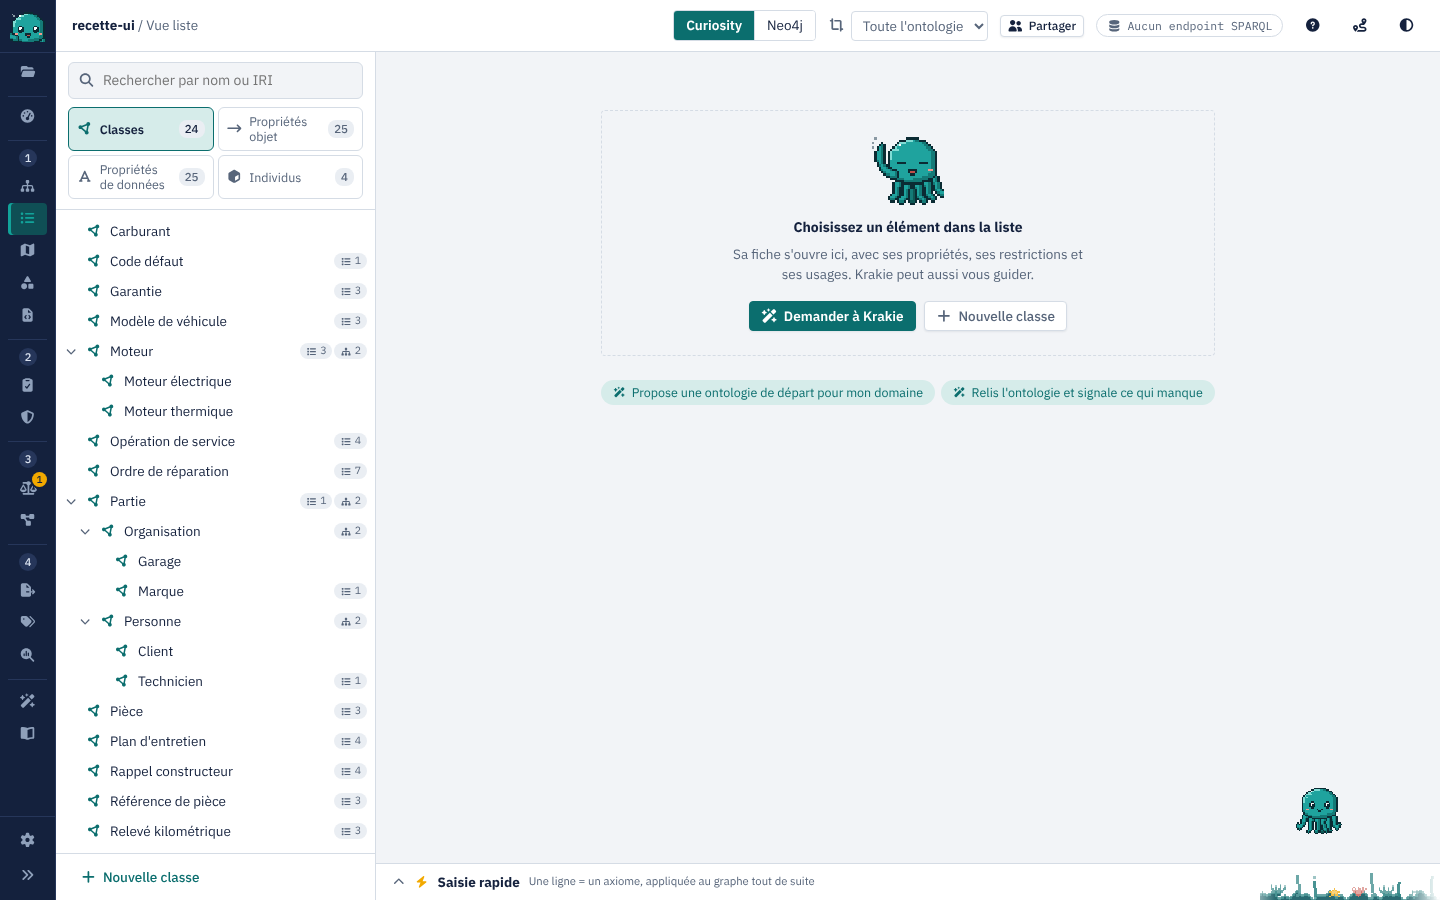 recette-ui / Vue liste
Curiosity
Neo4j
Toute l'ontologie
Partager
Aucun endpoint SPARQL
Rechercher par nom ou IRI
Classes 24
Propriétés objet 25
Propriétés de données 25
Individus 4
1
2
3
1
4
Carburant
Code défaut 1
Garantie 3
Modèle de véhicule 3
Moteur 3 2
Moteur électrique
Moteur thermique
Opération de service 4
Ordre de réparation 7
Partie 1 2
Organisation 2
Garage
Marque 1
Personne 2
Client
Technicien 1
Pièce 3
Plan d'entretien 4
Rappel constructeur 4
Référence de pièce 3
Relevé kilométrique 3
Nouvelle classe
Choisissez un élément dans la liste
Sa fiche s'ouvre ici, avec ses propriétés, ses restrictions et
ses usages. Krakie peut aussi vous guider.
Demander à Krakie
Nouvelle classe
Propose une ontologie de départ pour mon domaine
Relis l'ontologie et signale ce qui manque
Saisie rapide Une ligne = un axiome, appliquée au graphe tout de suite